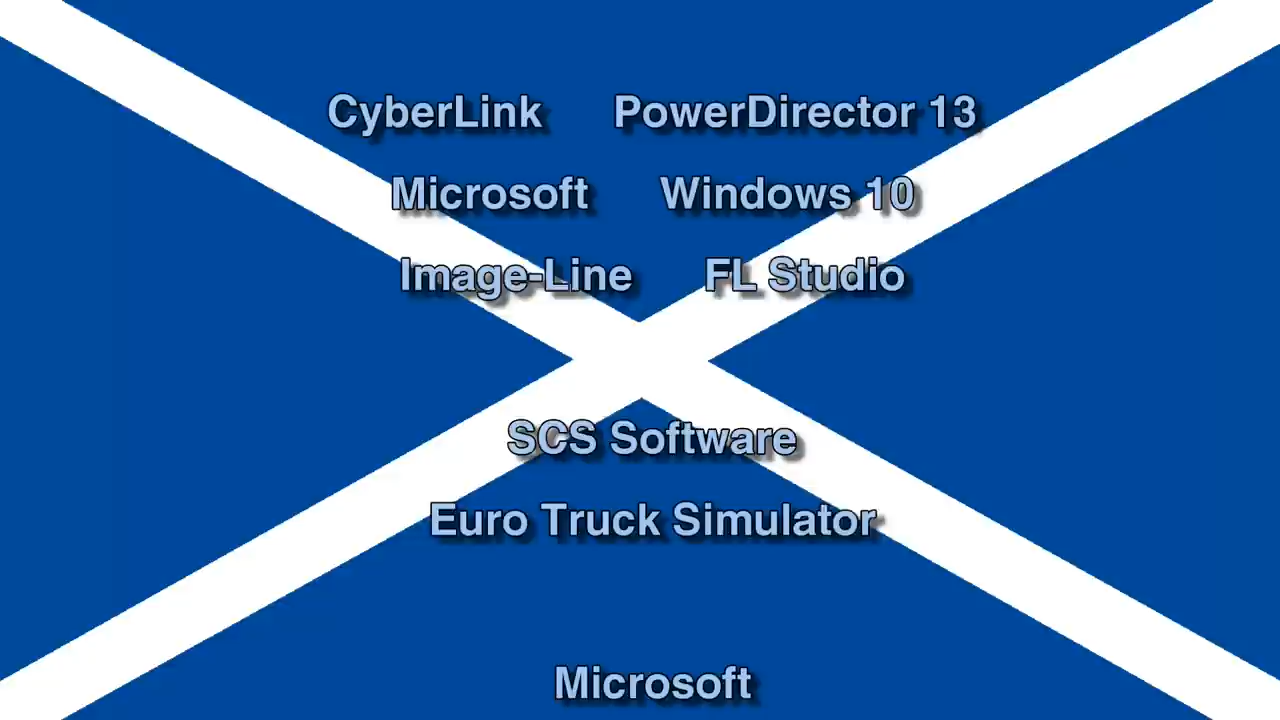 CyberLink PowerDirector 13
Microsoft Windows 10
Image-Line FL Studio
SCS Software
Euro Truck Simulator
Microsoft